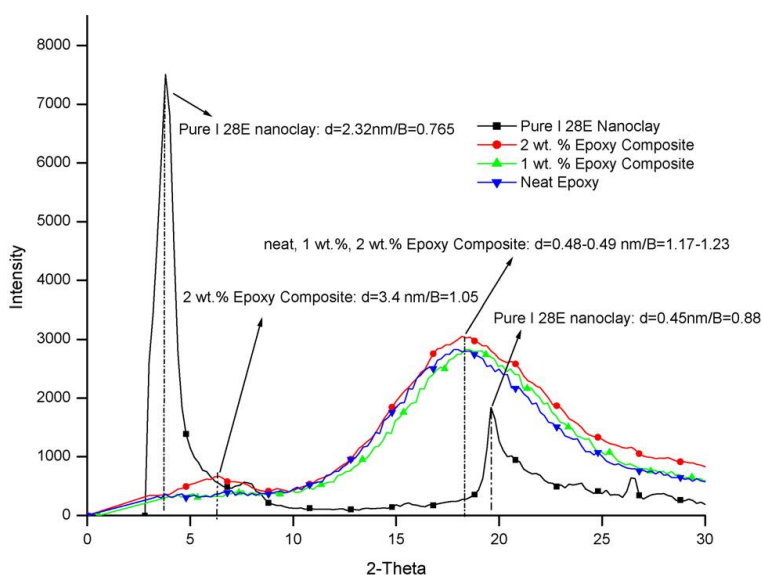 8000
7000
6000
5000
4000
3000
2000
1000
0
Intensity
Pure I 28E nanoclay: d=2.32nm/B=0.765
Pure I 28E Nanoclay
2 wt. % Epoxy Composite
1 wt. % Epoxy Composite
Neat Epoxy
neat, 1 wt.%, 2 wt.% Epoxy Composite: d=0.48-0.49 nm/B=1.17-1.23
2 wt.% Epoxy Composite: d=3.4 nm/B=1.05
Pure I 28E nanoclay: d=0.45nm/B=0.88
0 5 10 15 20 25 30
2-Theta